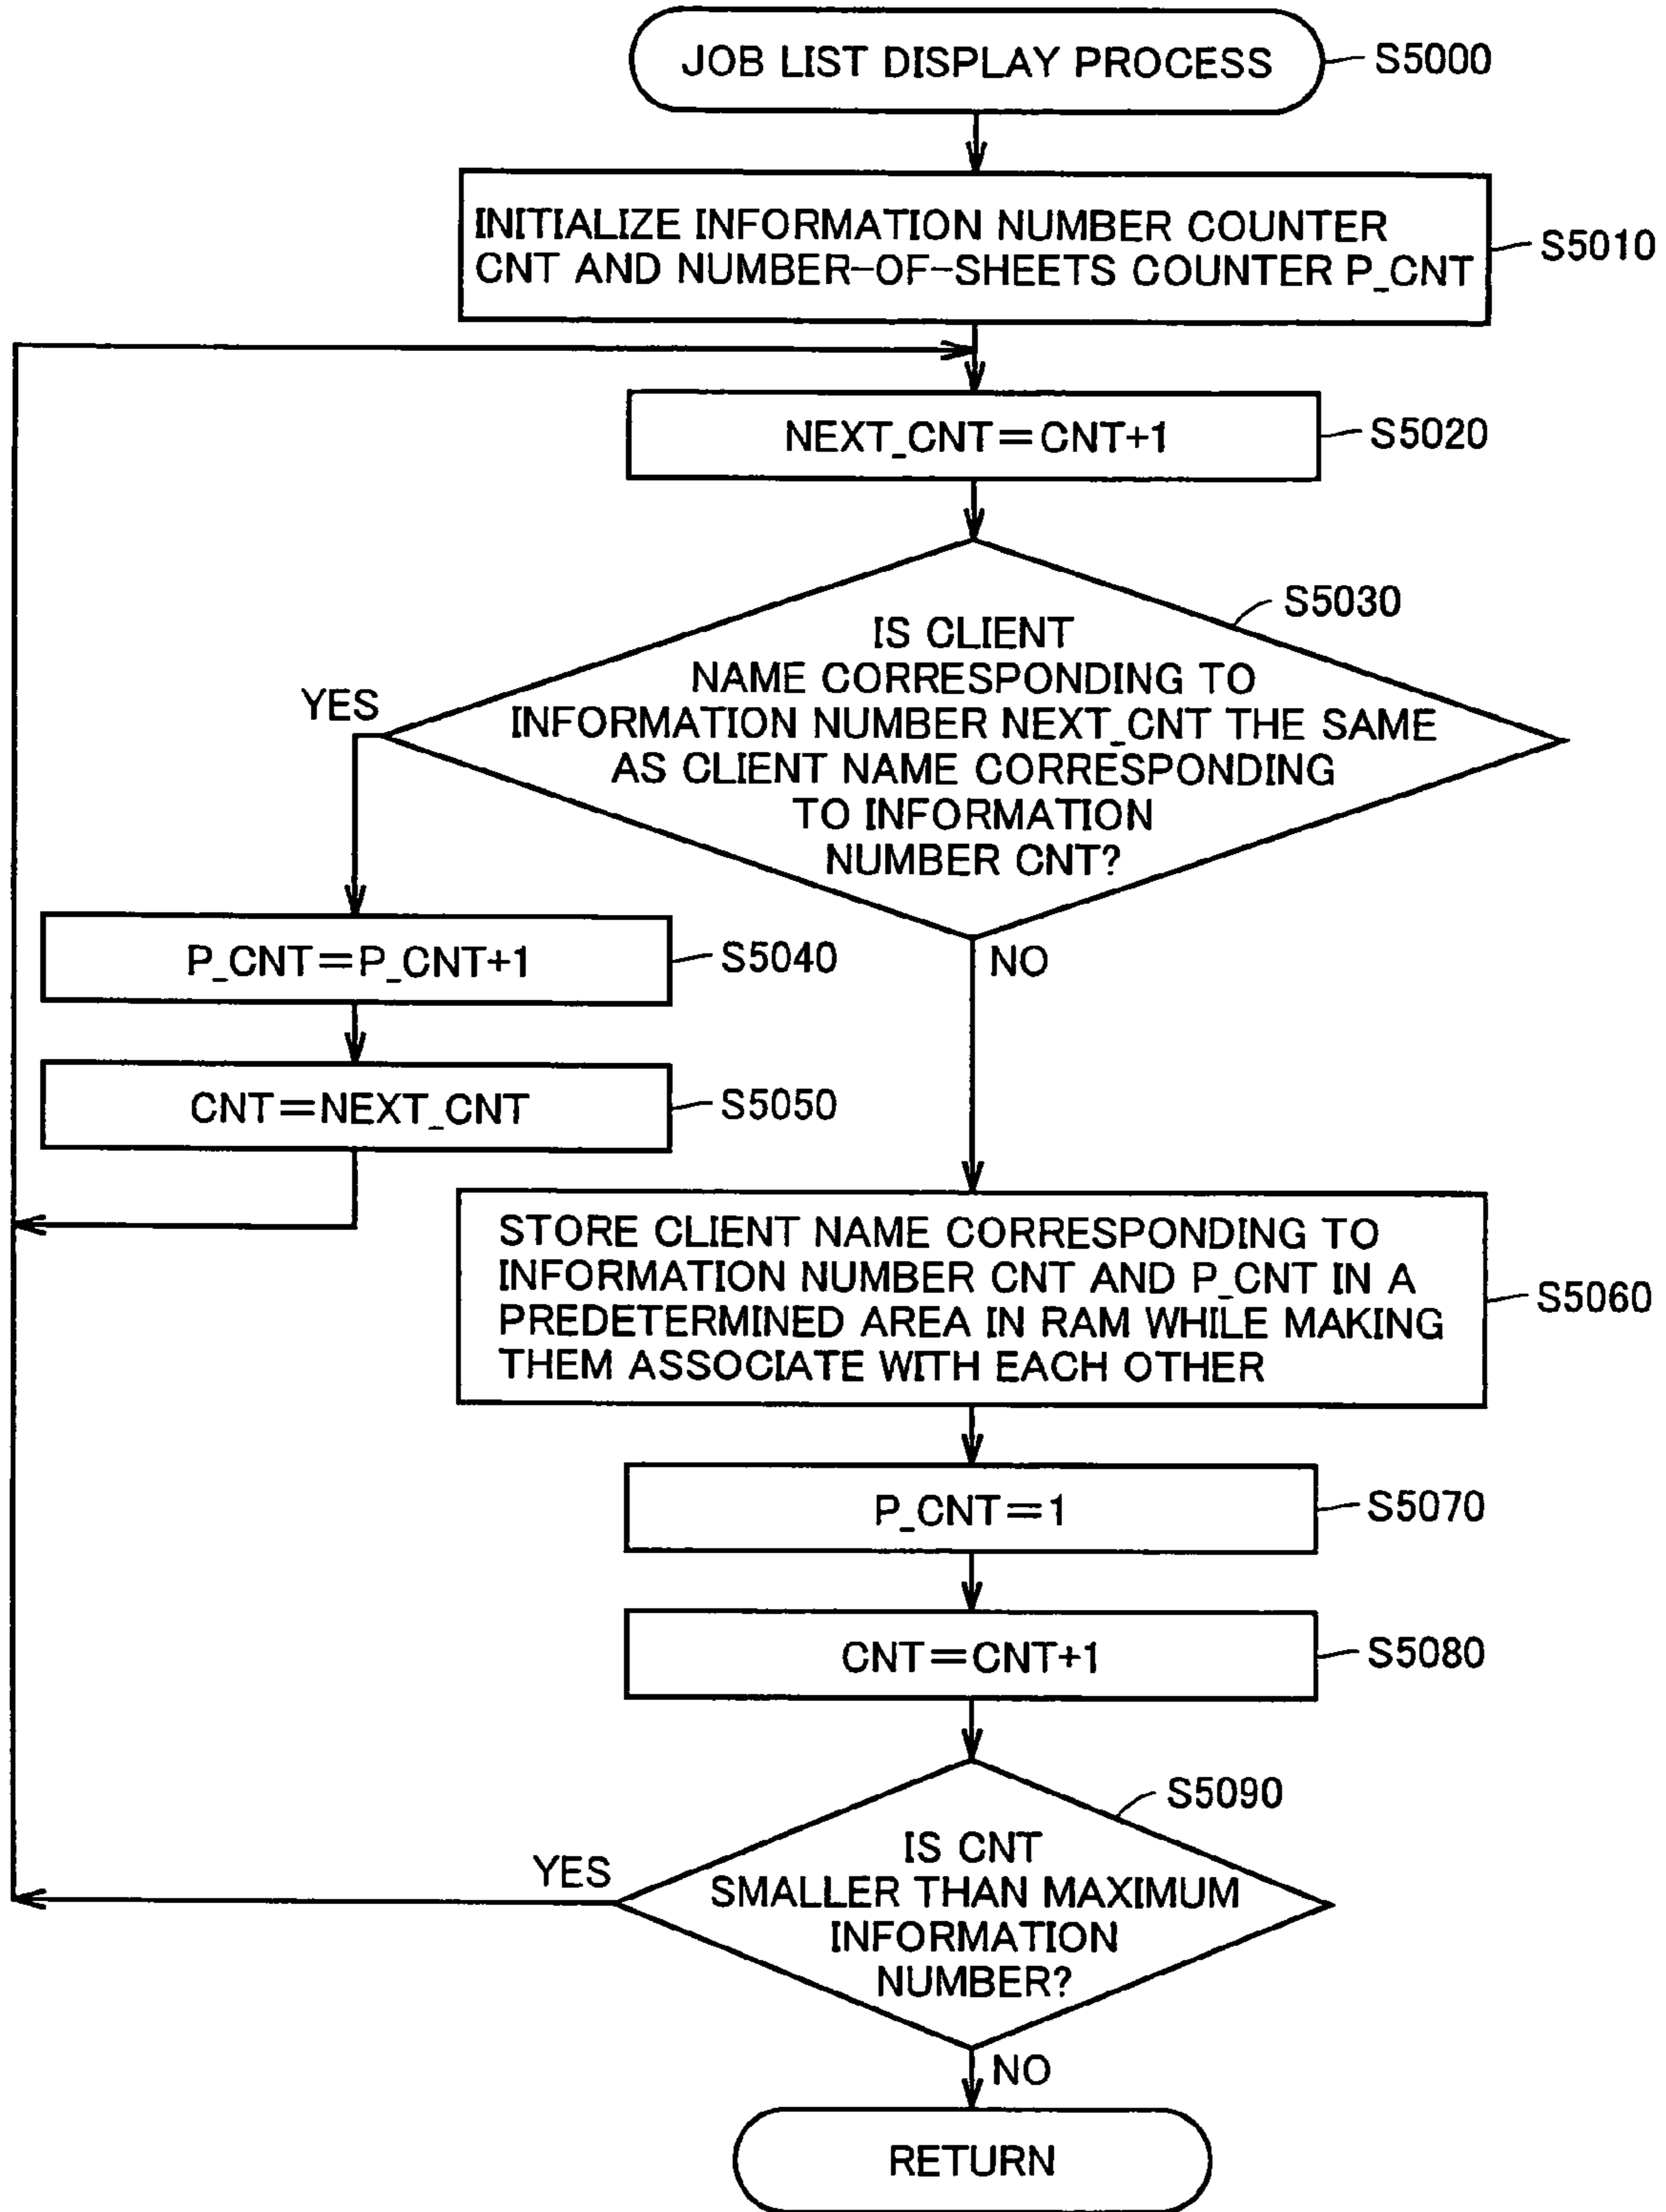 JOB LIST DISPLAY PROCESS
S5000
INITIALIZE INFORMATION NUMBER COUNTER
CNT AND NUMBER-OF-SHEETS COUNTER P_CNT
S5010
NEXT_CNT=CNT+1
S5020
S5030
IS CLIENT
NAME CORRESPONDING TO
INFORMATION NUMBER NEXT_CNT THE SAME
AS CLIENT NAME CORRESPONDING
TO INFORMATION
NUMBER CNT?
YES
NO
P_CNT=P_CNT+1
S5040
CNT=NEXT_CNT
S5050
STORE CLIENT NAME CORRESPONDING TO
INFORMATION NUMBER CNT AND P_CNT IN A
PREDETERMINED AREA IN RAM WHILE MAKING
THEM ASSOCIATE WITH EACH OTHER
S5060
P_CNT=1
S5070
CNT=CNT+1
S5080
S5090
IS CNT
SMALLER THAN MAXIMUM
INFORMATION
NUMBER?
YES
NO
RETURN